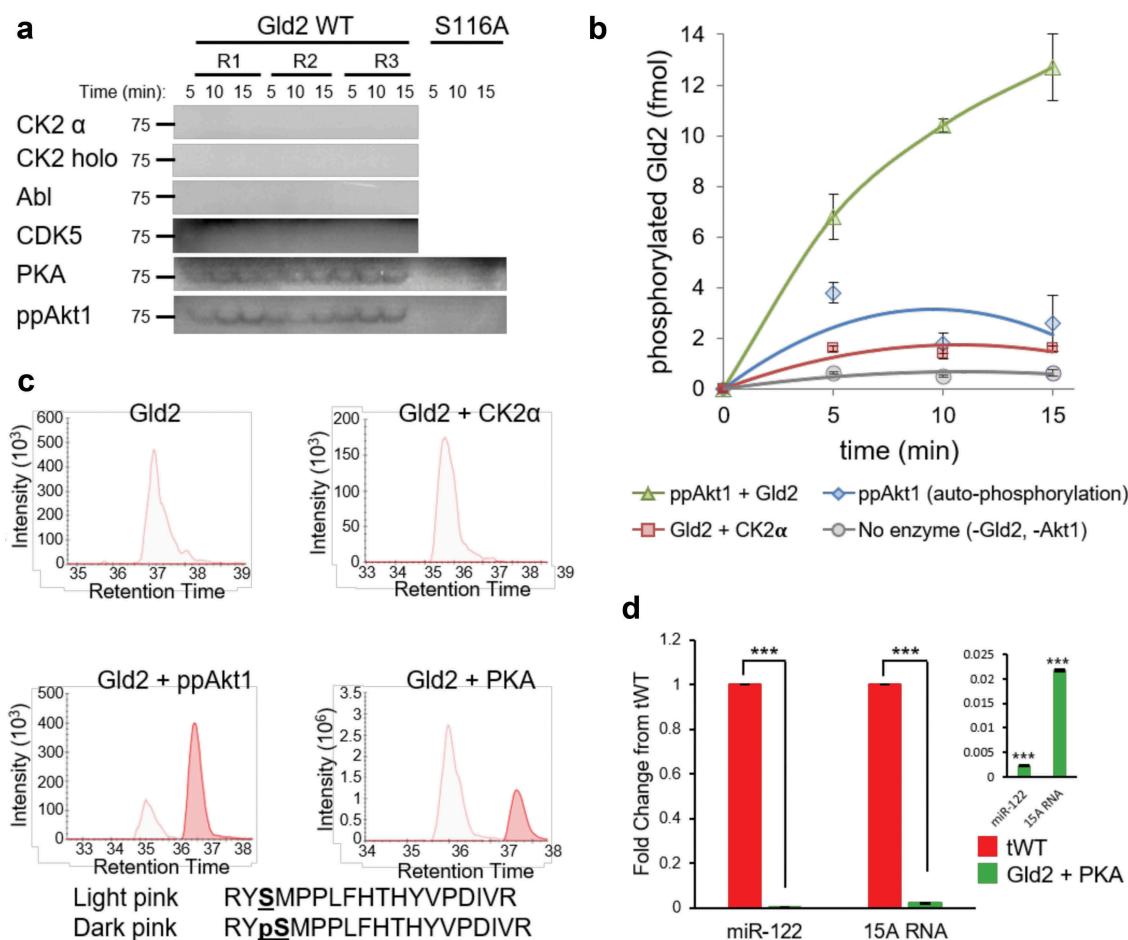 a
Gld2 WT S116A
R1 R2 R3
Time (min): 5 10 15 5 10 15 5 10 15 5 10 15
CK2 α 75
CK2 holo 75
Abl 75
CDK5 75
PKA 75
ppAkt1 75
b
phosphorylated Gld2 (fmol)
14
12
10
8
6
4
2
0
0 5 10 15
time (min)
ppAkt1 + Gld2
ppAkt1 (auto-phosphorylation)
Gld2 + CK2α
No enzyme (-Gld2, -Akt1)
c
Gld2
Intensity (10³)
600
500
400
300
200
100
0
35 36 37 38 39
Retention Time
Gld2 + CK2α
Intensity (10³)
200
150
100
50
0
33 34 35 36 37 38 39
Retention Time
Gld2 + ppAkt1
Intensity (10³)
500
400
300
200
100
0
33 34 35 36 37 38
Retention Time
Gld2 + PKA
Intensity (10⁶)
3.5
3
2.5
2
1.5
1
0.5
0
34 35 36 37 38
Retention Time
Light pink RYSMPPLFHTHYVPDIVR
Dark pink RYpSMPPLFHTHYVPDIVR
d
Fold Change from tWT
1.2
1
0.8
0.6
0.4
0.2
0
***
***
miR-122 15A RNA
0.025
0.02
0.015
0.01
0.005
0
***
***
miR-122
15A RNA
tWT
Gld2 + PKA